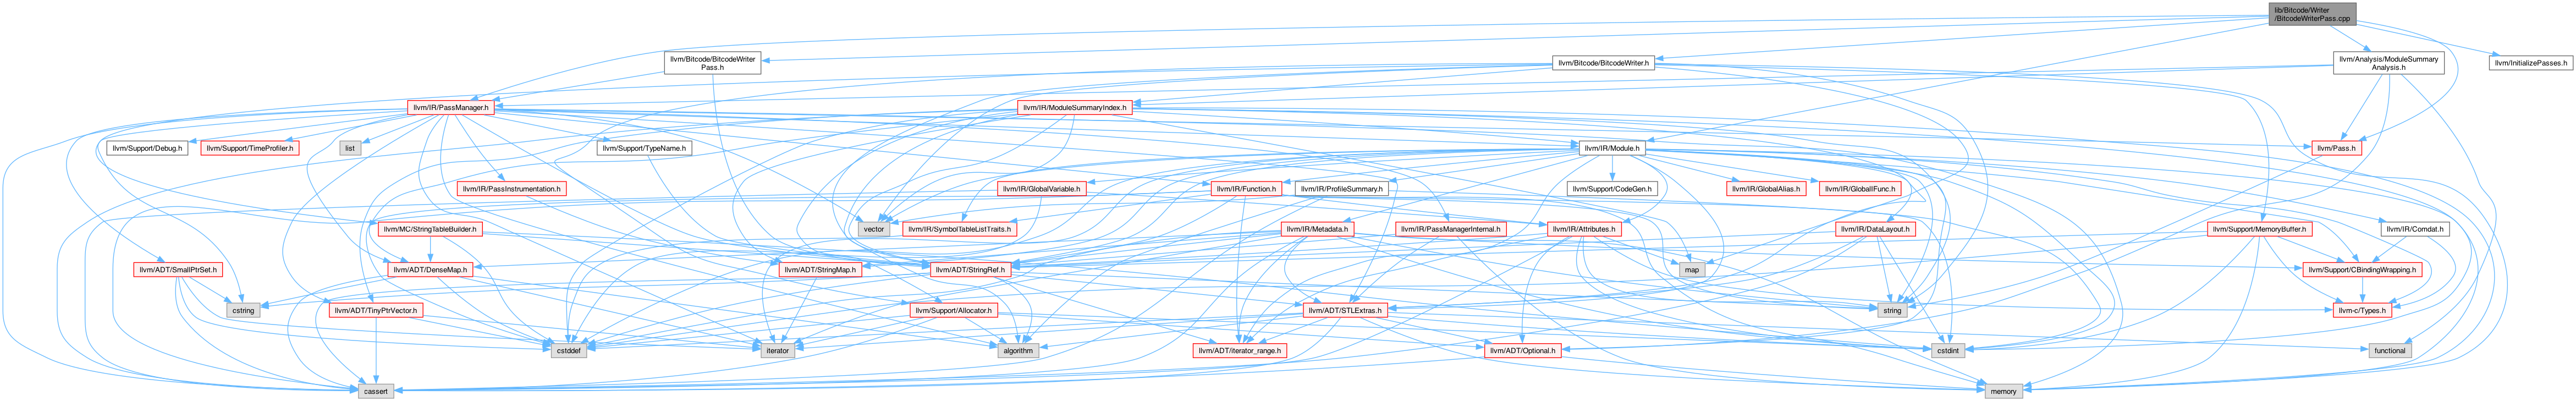 lib/Bitcode/Writer
/BitcodeWriterPass.cpp
llvm/Bitcode/BitcodeWriter
Pass.h
llvm/Bitcode/BitcodeWriter.h
llvm/Analysis/ModuleSummary
Analysis.h
llvm/InitializePasses.h
llvm/IR/PassManager.h
llvm/IR/ModuleSummaryIndex.h
llvm/Support/Debug.h
llvm/Support/TimeProfiler.h
list
llvm/Support/TypeName.h
llvm/IR/Module.h
llvm/Pass.h
llvm/IR/PassInstrumentation.h
llvm/IR/GlobalVariable.h
llvm/IR/Function.h
llvm/IR/ProfileSummary.h
llvm/Support/CodeGen.h
llvm/IR/GlobalAlias.h
llvm/IR/GlobalIFunc.h
llvm/MC/StringTableBuilder.h
vector
llvm/IR/SymbolTableListTraits.h
llvm/IR/Metadata.h
llvm/IR/PassManagerInternal.h
llvm/IR/Attributes.h
llvm/IR/DataLayout.h
llvm/Support/MemoryBuffer.h
llvm/IR/Comdat.h
llvm/ADT/SmallPtrSet.h
llvm/ADT/DenseMap.h
llvm/ADT/StringMap.h
llvm/ADT/StringRef.h
map
llvm/Support/CBindingWrapping.h
cstring
llvm/ADT/TinyPtrVector.h
llvm/Support/Allocator.h
llvm/ADT/STLExtras.h
string
llvm-c/Types.h
cstddef
iterator
algorithm
llvm/ADT/iterator_range.h
llvm/ADT/Optional.h
cstdint
functional
cassert
memory